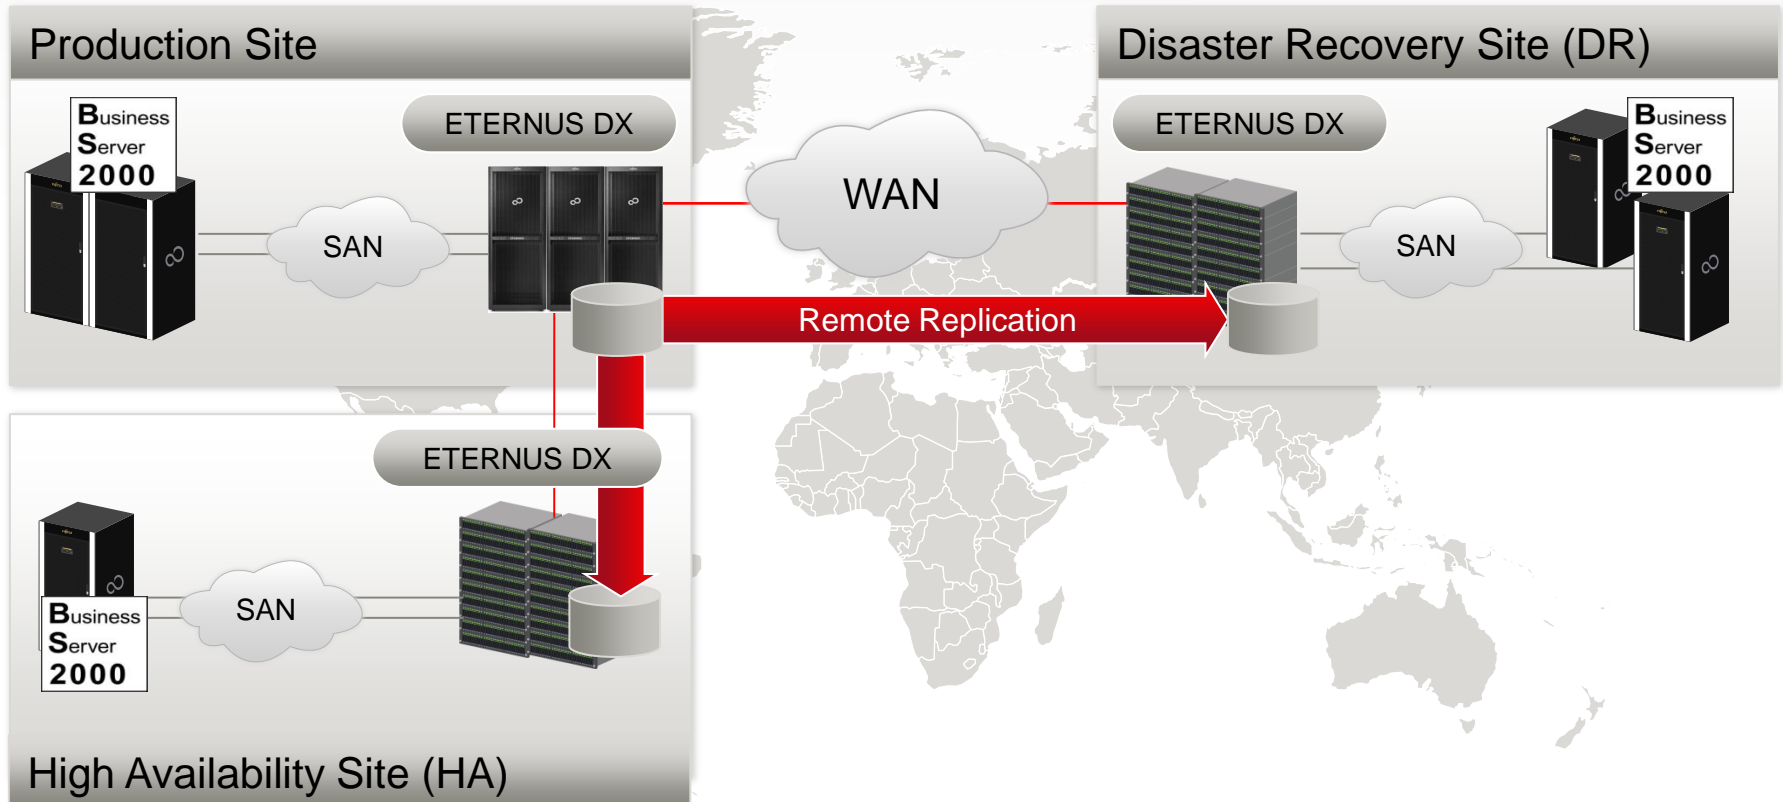 Production Site
Business
Server
2000
ETERNUS DX
SAN
WAN
Disaster Recovery Site (DR)
ETERNUS DX
Business
Server
2000
SAN
Remote Replication
ETERNUS DX
Business
Server
2000
SAN
High Availability Site (HA)